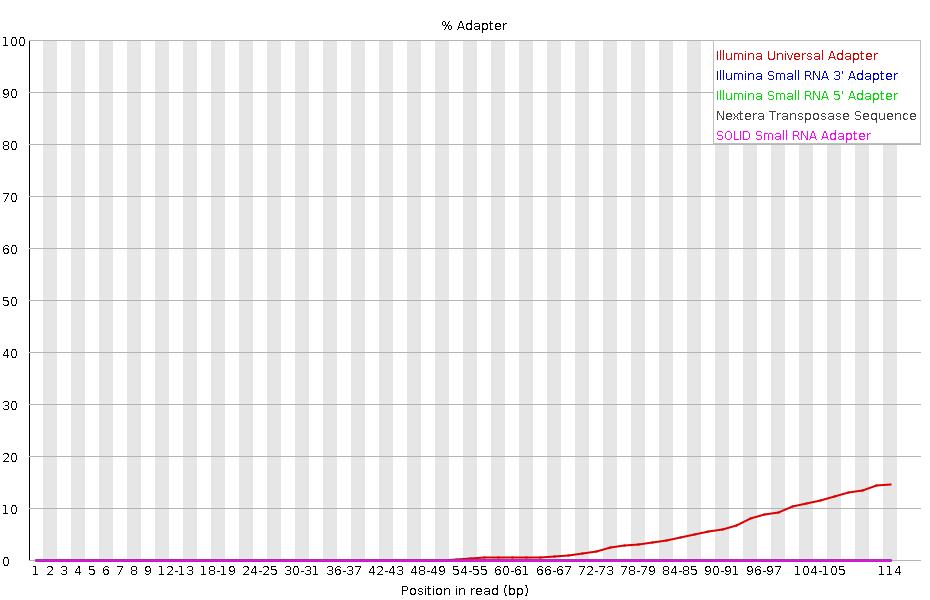 % Adapter
100
90
80
70
60
50
40
30
20
10
0
Illumina Universal Adapter
Illumina Small RNA 3' Adapter
Illumina Small RNA 5' Adapter
Nextera Transposase Sequence
SOLID Small RNA Adapter
1 2 3 4 5 6 7 8 9 12-13 18-19 24-25 30-31 36-37 42-43 48-49 54-55 60-61 66-67 72-73 78-79 84-85 90-91 96-97 104-105 114
Position in read (bp)